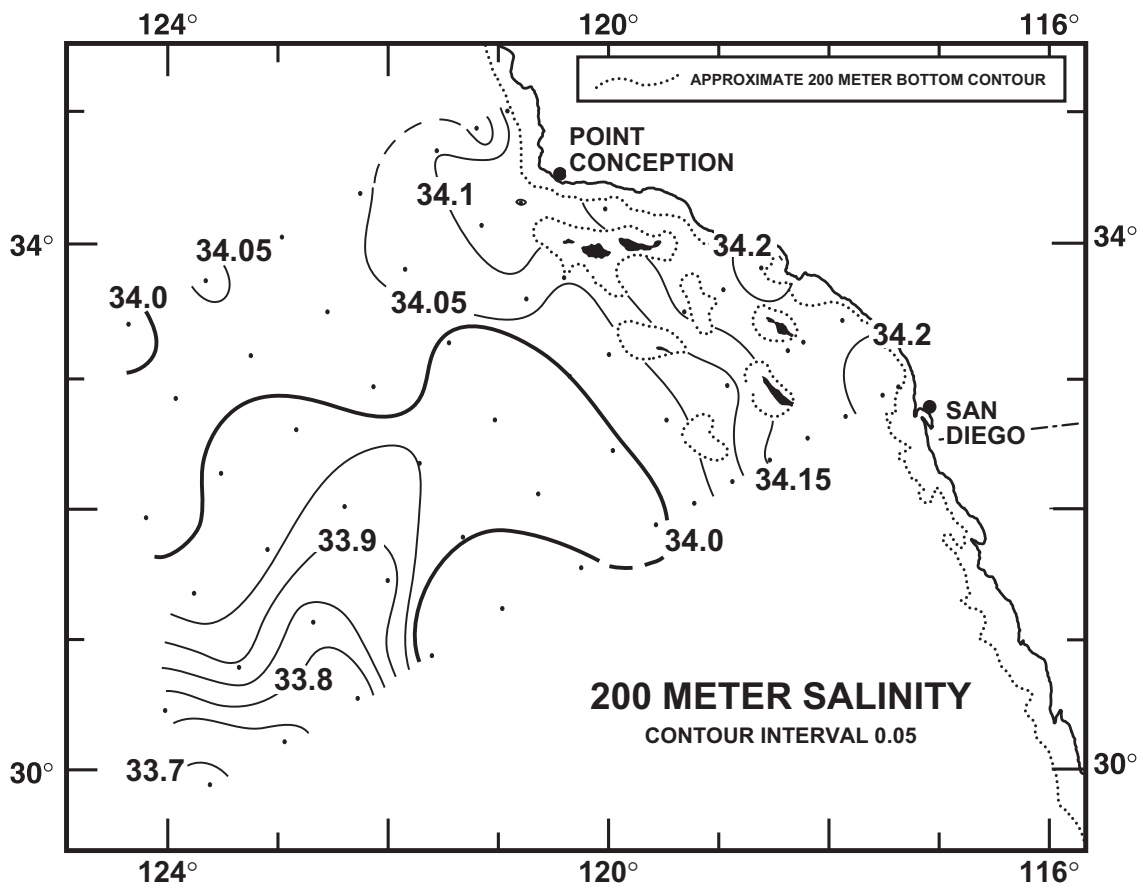 124° 120° 116°
APPROXIMATE 200 METER BOTTOM CONTOUR
POINT
CONCEPTION
34.1
34° 34.05 34.2 34°
34.0 34.05
34.2
SAN
DIEGO
34.15
33.9 34.0
33.8 200 METER SALINITY
CONTOUR INTERVAL 0.05
30° 33.7 30°
124° 120° 116°